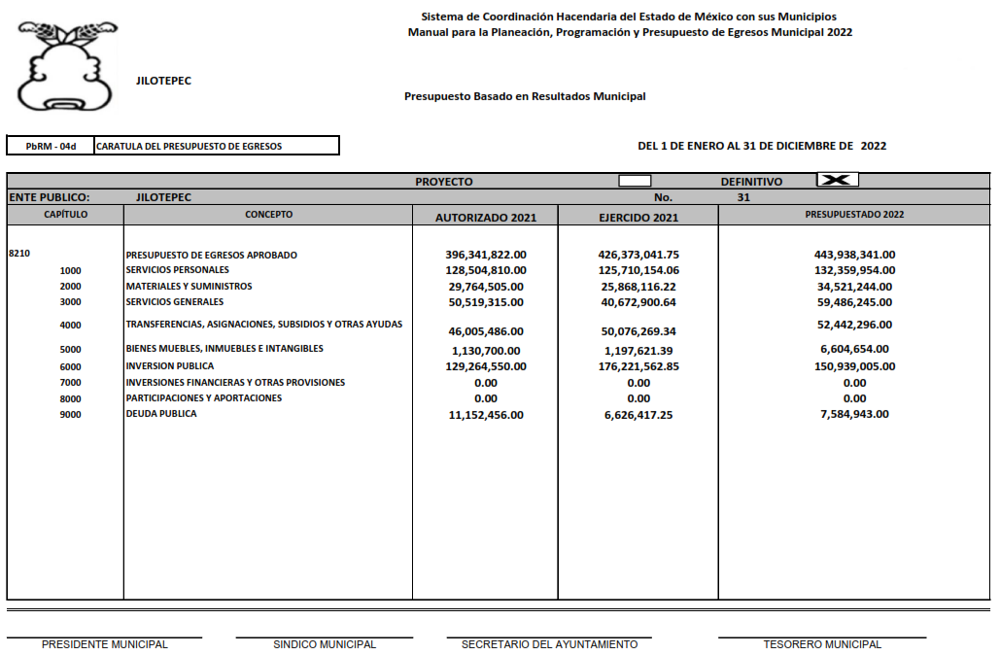 Sistema de Coordinación Hacendaria del Estado de México con sus Municipios
Manual para la Planeación, Programación y Presupuesto de Egresos Municipal 2022
JILOTEPEC
Presupuesto Basado en Resultados Municipal
PbRM - 04d CARATULA DEL PRESUPUESTO DE EGRESOS DEL 1 DE ENERO AL 31 DE DICIEMBRE DE 2022
PROYECTO DEFINITIVO X
ENTE PUBLICO: JILOTEPEC No. 31
CAPÍTULO CONCEPTO AUTORIZADO 2021 EJERCIDO 2021 PRESUPUESTADO 2022
8210 PRESUPUESTO DE EGRESOS APROBADO 396,341,822.00 426,373,041.75 443,938,341.00
1000 SERVICIOS PERSONALES 128,504,810.00 125,710,154.06 132,359,954.00
2000 MATERIALES Y SUMINISTROS 29,764,505.00 25,868,116.22 34,521,244.00
3000 SERVICIOS GENERALES 50,519,315.00 40,672,900.64 59,486,245.00
4000 TRANSFERENCIAS, ASIGNACIONES, SUBSIDIOS Y OTRAS AYUDAS 46,005,486.00 50,076,269.34 52,442,296.00
5000 BIENES MUEBLES, INMUEBLES E INTANGIBLES 1,130,700.00 1,197,621.39 6,604,654.00
6000 INVERSION PUBLICA 129,264,550.00 176,221,562.85 150,939,005.00
7000 INVERSIONES FINANCIERAS Y OTRAS PROVISIONES 0.00 0.00 0.00
8000 PARTICIPACIONES Y APORTACIONES 0.00 0.00 0.00
9000 DEUDA PUBLICA 11,152,456.00 6,626,417.25 7,584,943.00
PRESIDENTE MUNICIPAL SINDICO MUNICIPAL SECRETARIO DEL AYUNTAMIENTO TESORERO MUNICIPAL